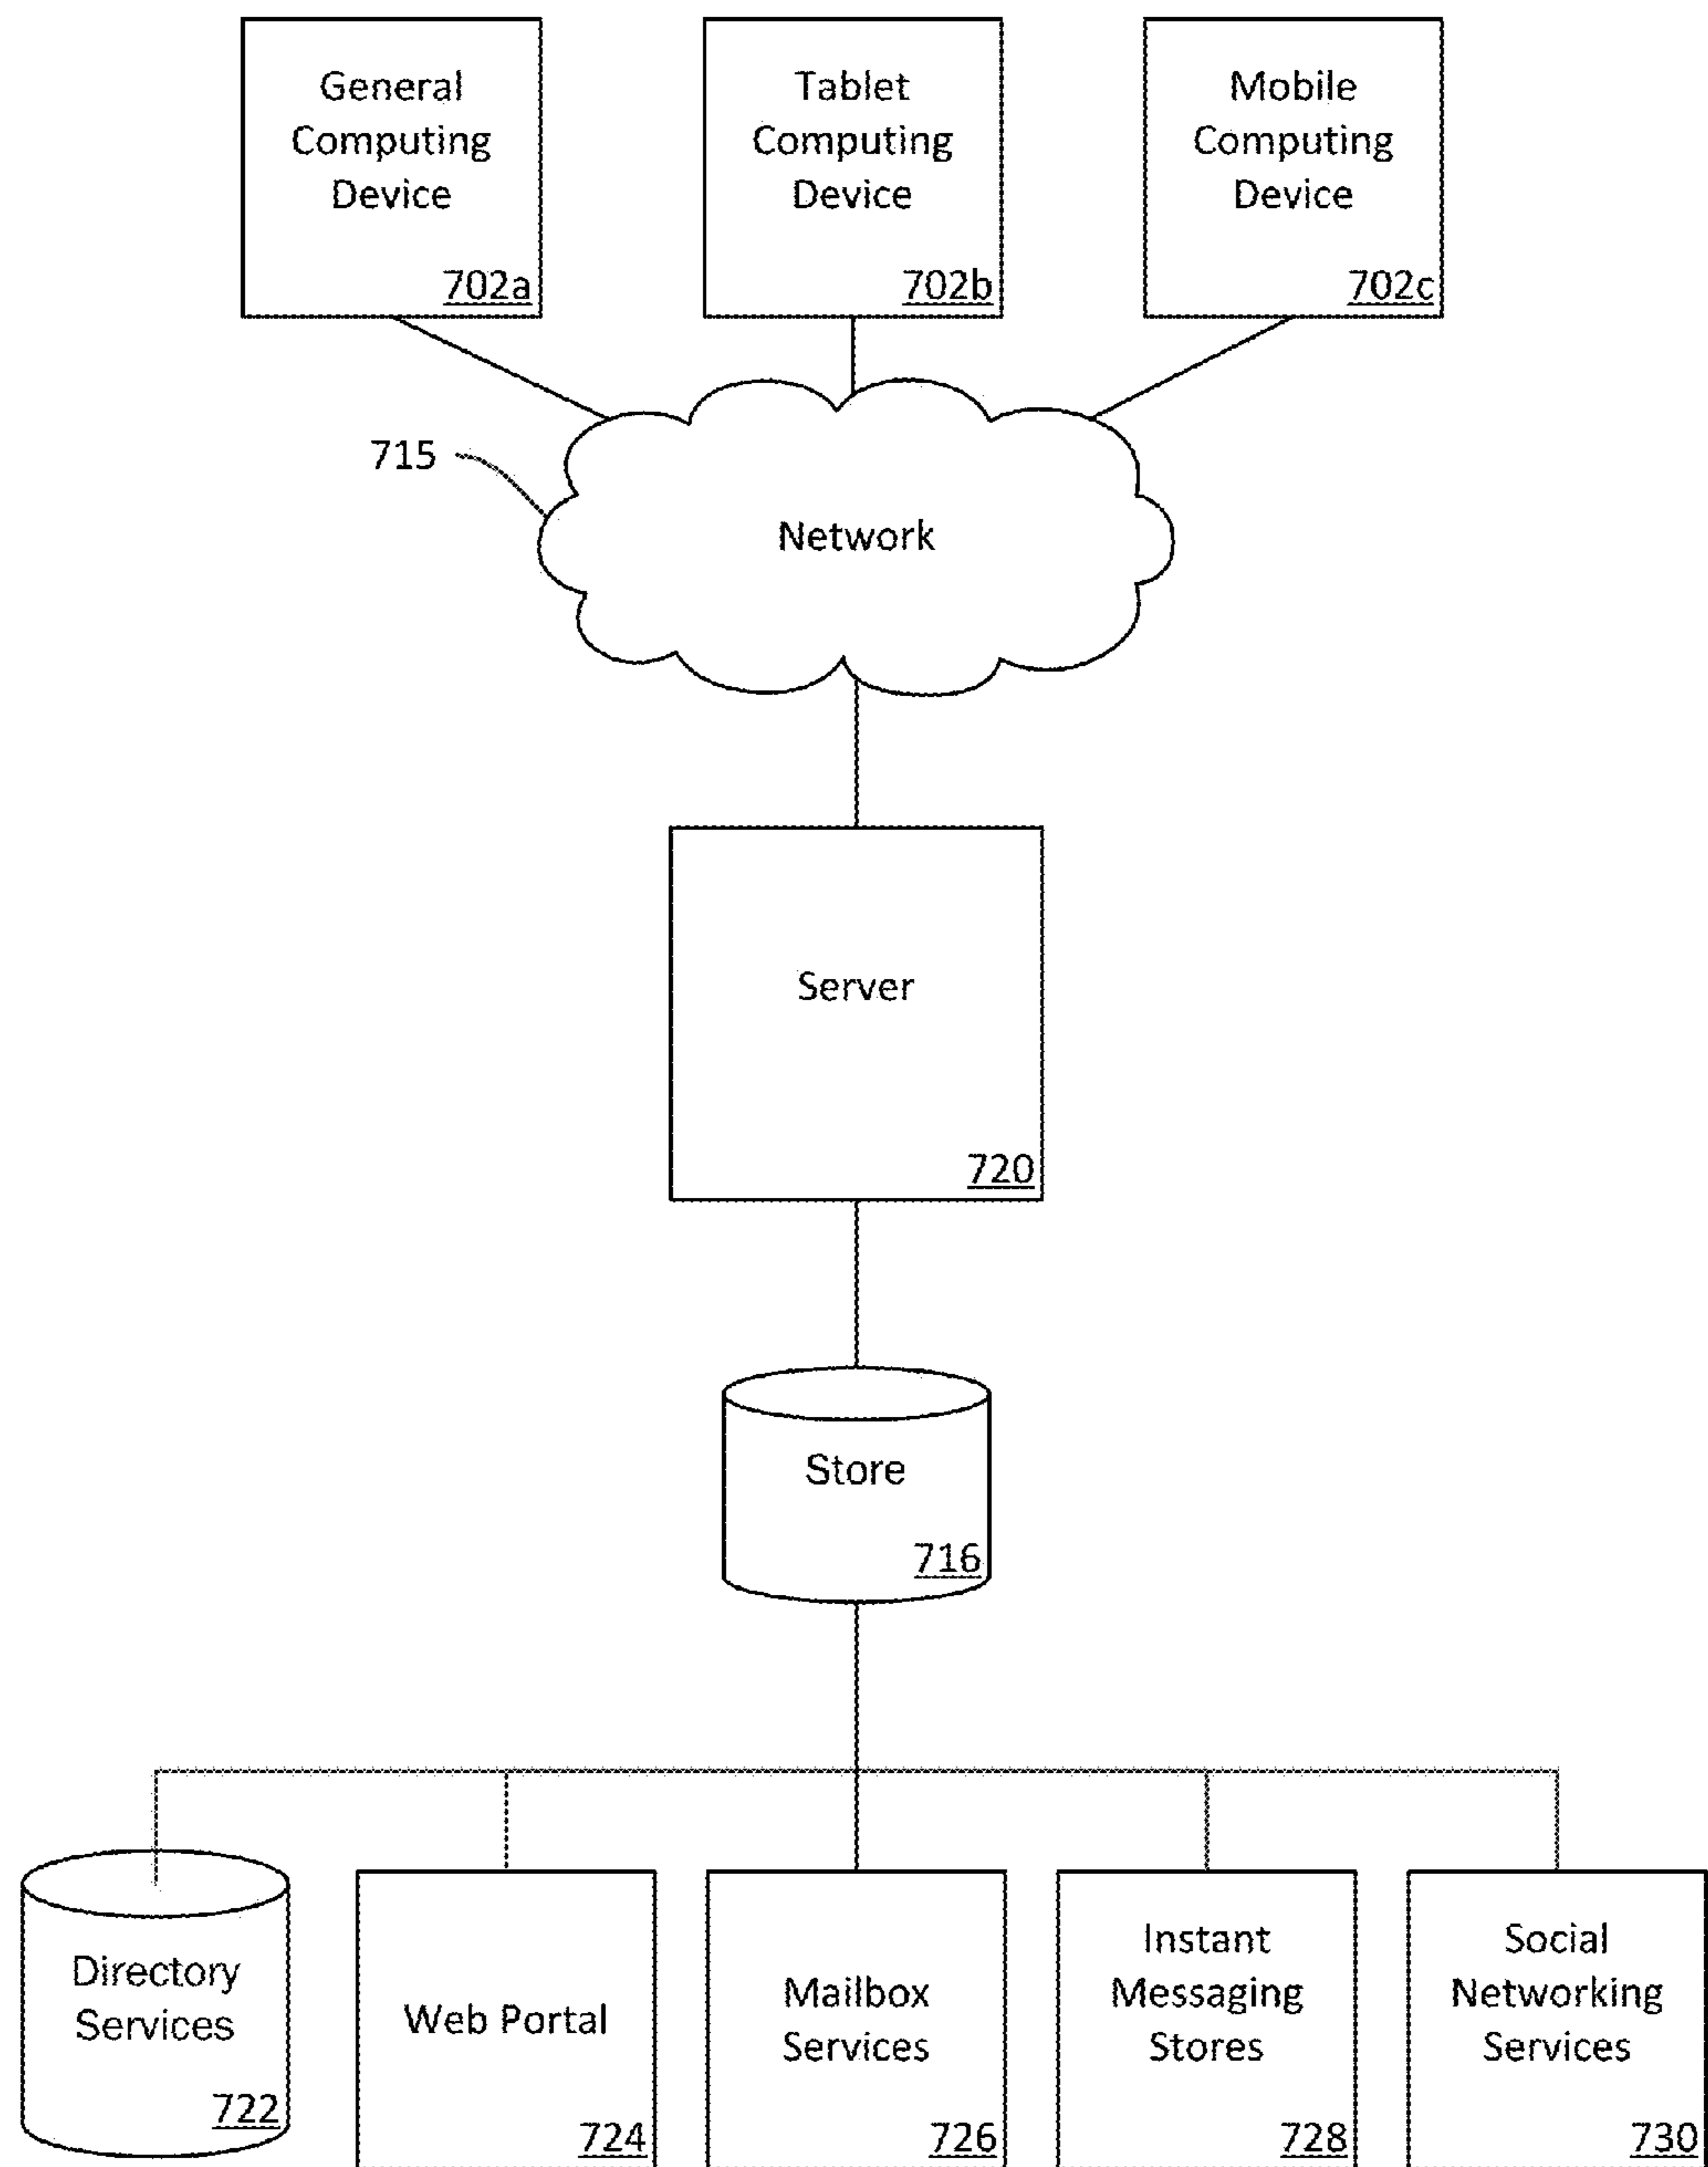 General
Computing
Device
702a
Tablet
Computing
Device
702b
Mobile
Computing
Device
702c
715
Network
Server
720
Store
716
Directory
Services
722
Web Portal
724
Mailbox
Services
726
Instant
Messaging
Stores
728
Social
Networking
Services
730